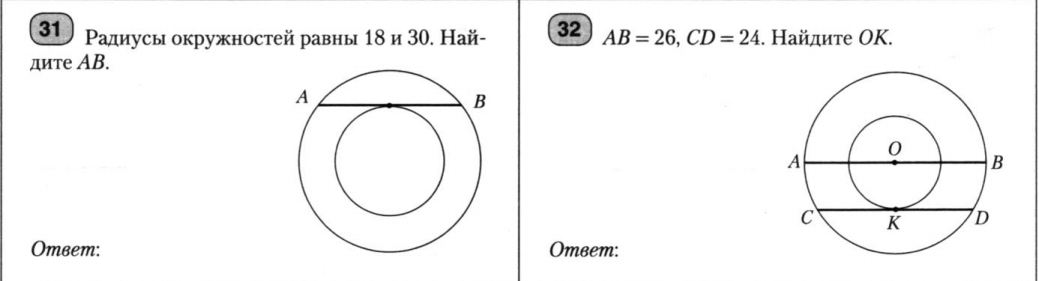 31 Радиусы окружностей равны 18 и 30. Най-
дите AB.
A
B
Ответ:
32 AB = 26, CD = 24. Найдите OK.
O
A
B
C
K
D
Ответ: